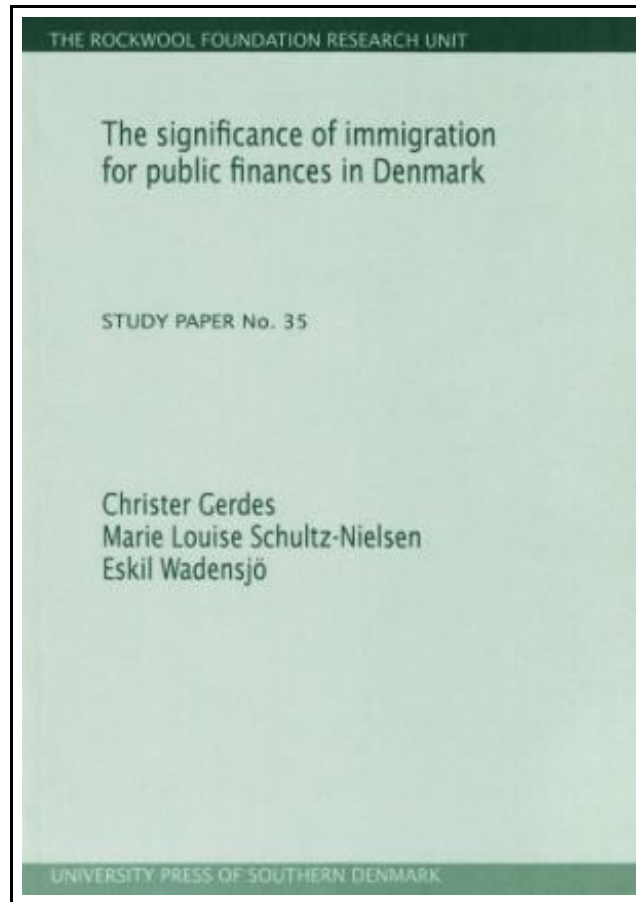 THE ROCKWOOL FOUNDATION RESEARCH UNIT
The significance of immigration
for public finances in Denmark
STUDY PAPER No. 35
Christer Gerdes
Marie Louise Schultz-Nielsen
Eskil Wadensjö
UNIVERSITY PRESS OF SOUTHERN DENMARK